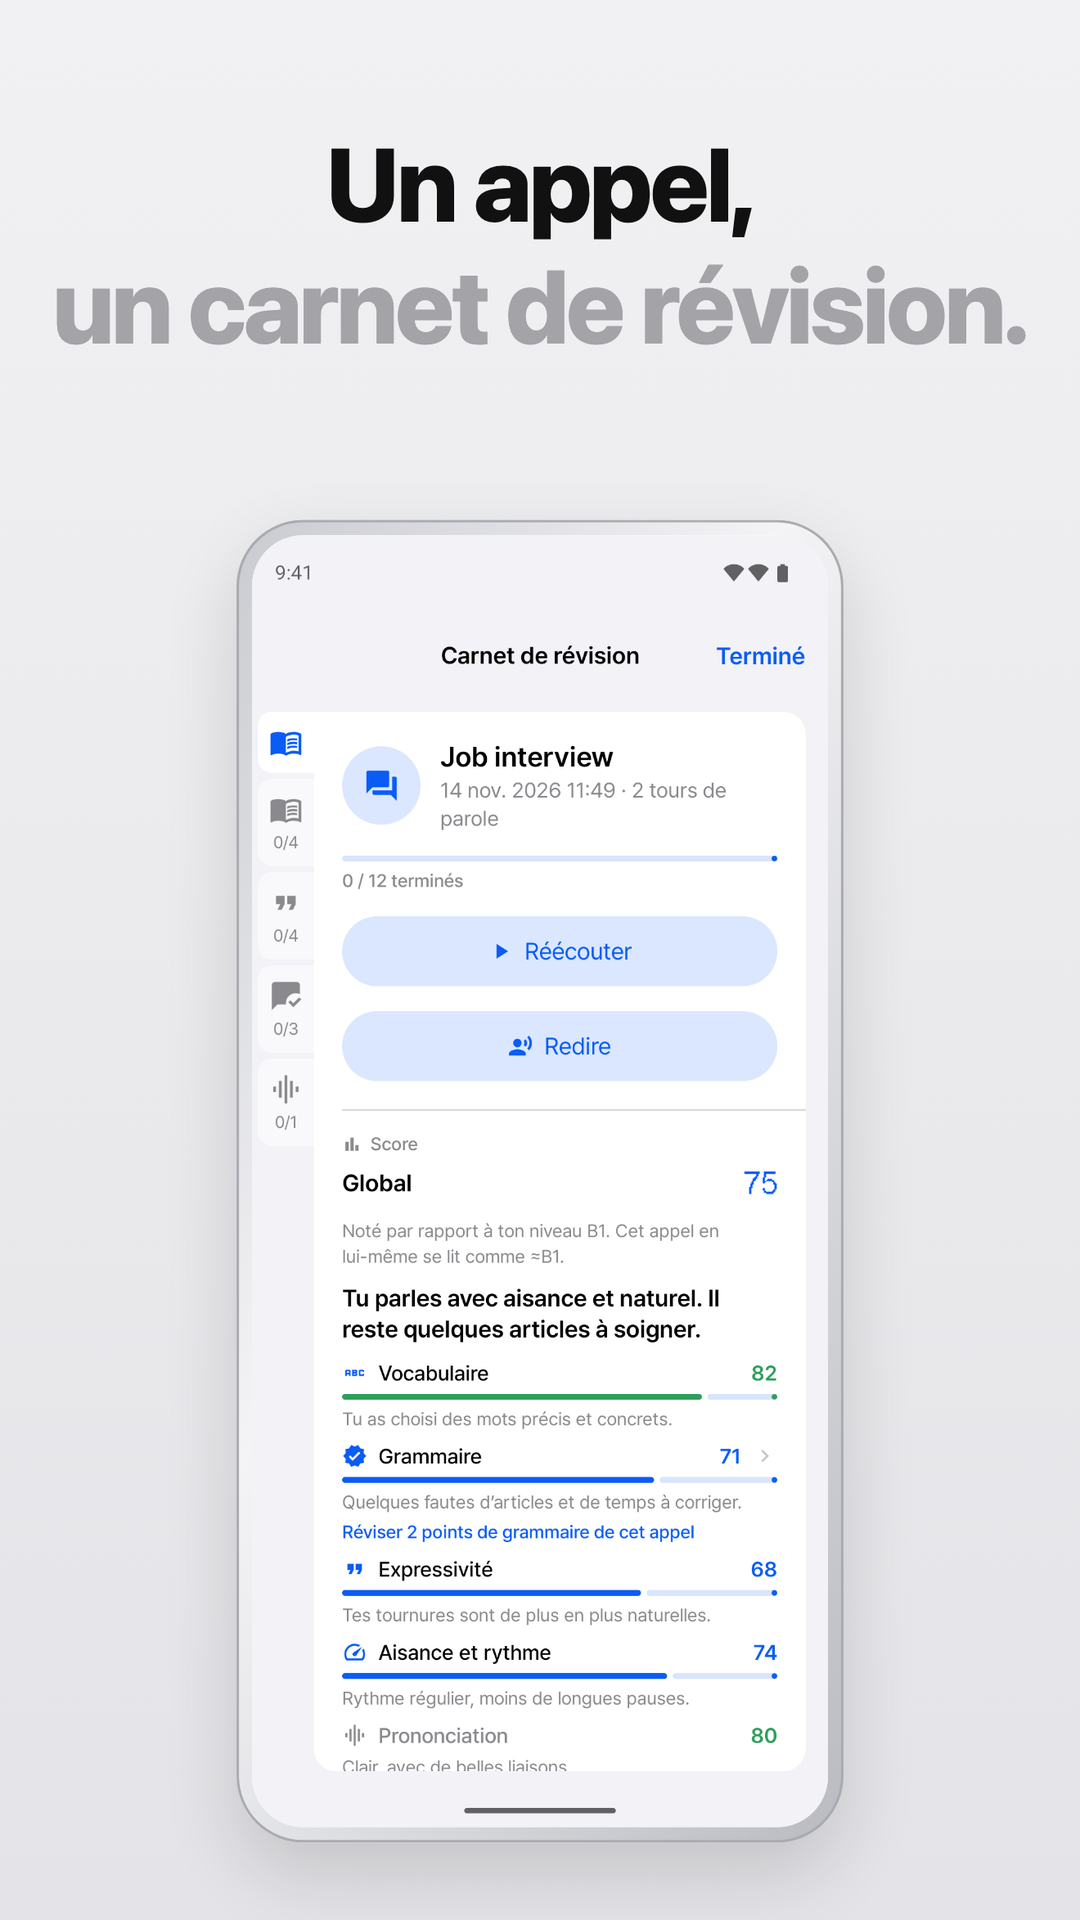 Un appel,
un carnet de révision.
9:41
Carnet de révision
Terminé
Job interview
14 nov. 2026 11:49 · 2 tours de
parole
0 / 12 terminés
0/4
0/4
0/3
0/1
Réécouter
Redire
Score
Global 75
Noté par rapport à ton niveau B1. Cet appel en
lui-même se lit comme ≈B1.
Tu parles avec aisance et naturel. Il
reste quelques articles à soigner.
ABC Vocabulaire 82
Tu as choisi des mots précis et concrets.
Grammaire 71
Quelques fautes d'articles et de temps à corriger.
Réviser 2 points de grammaire de cet appel
Expressivité 68
Tes tournures sont de plus en plus naturelles.
Aisance et rythme 74
Rythme régulier, moins de longues pauses.
Prononciation 80
Clair, avec de belles liaisons